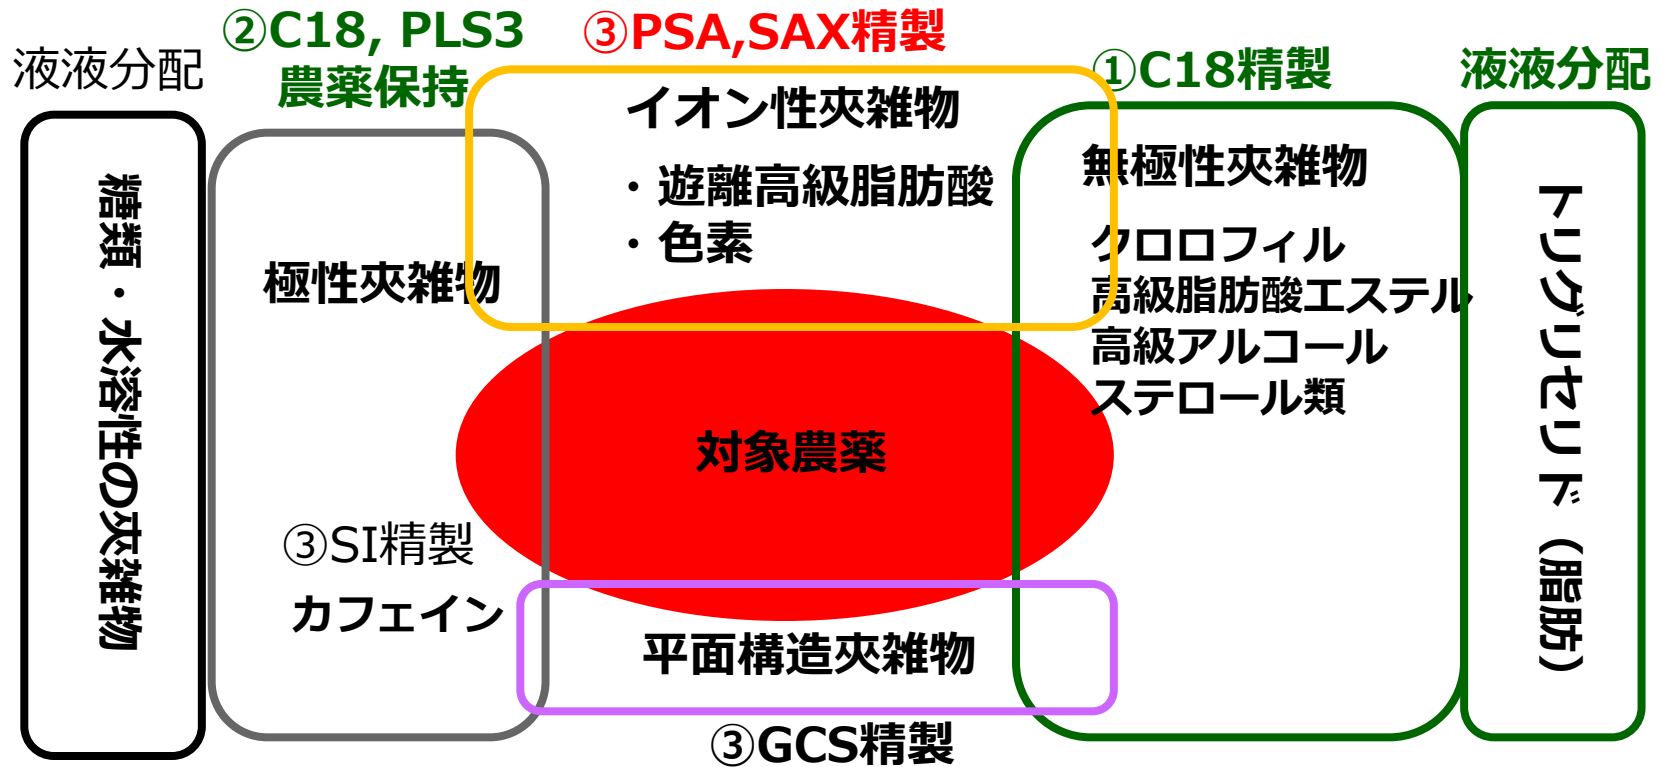 液液分配
糖類・水溶性の夾雑物
②C18, PLS3
農薬保持
極性夾雑物
③SI精製
カフェイン
③PSA,SAX精製
イオン性夾雑物
・遊離高級脂肪酸
・色素
対象農薬
平面構造夾雑物
③GCS精製
①C18精製
無極性夾雑物
クロロフィル
高級脂肪酸エステル
高級アルコール
ステロール類
液液分配
トリグリセリド（脂肪）